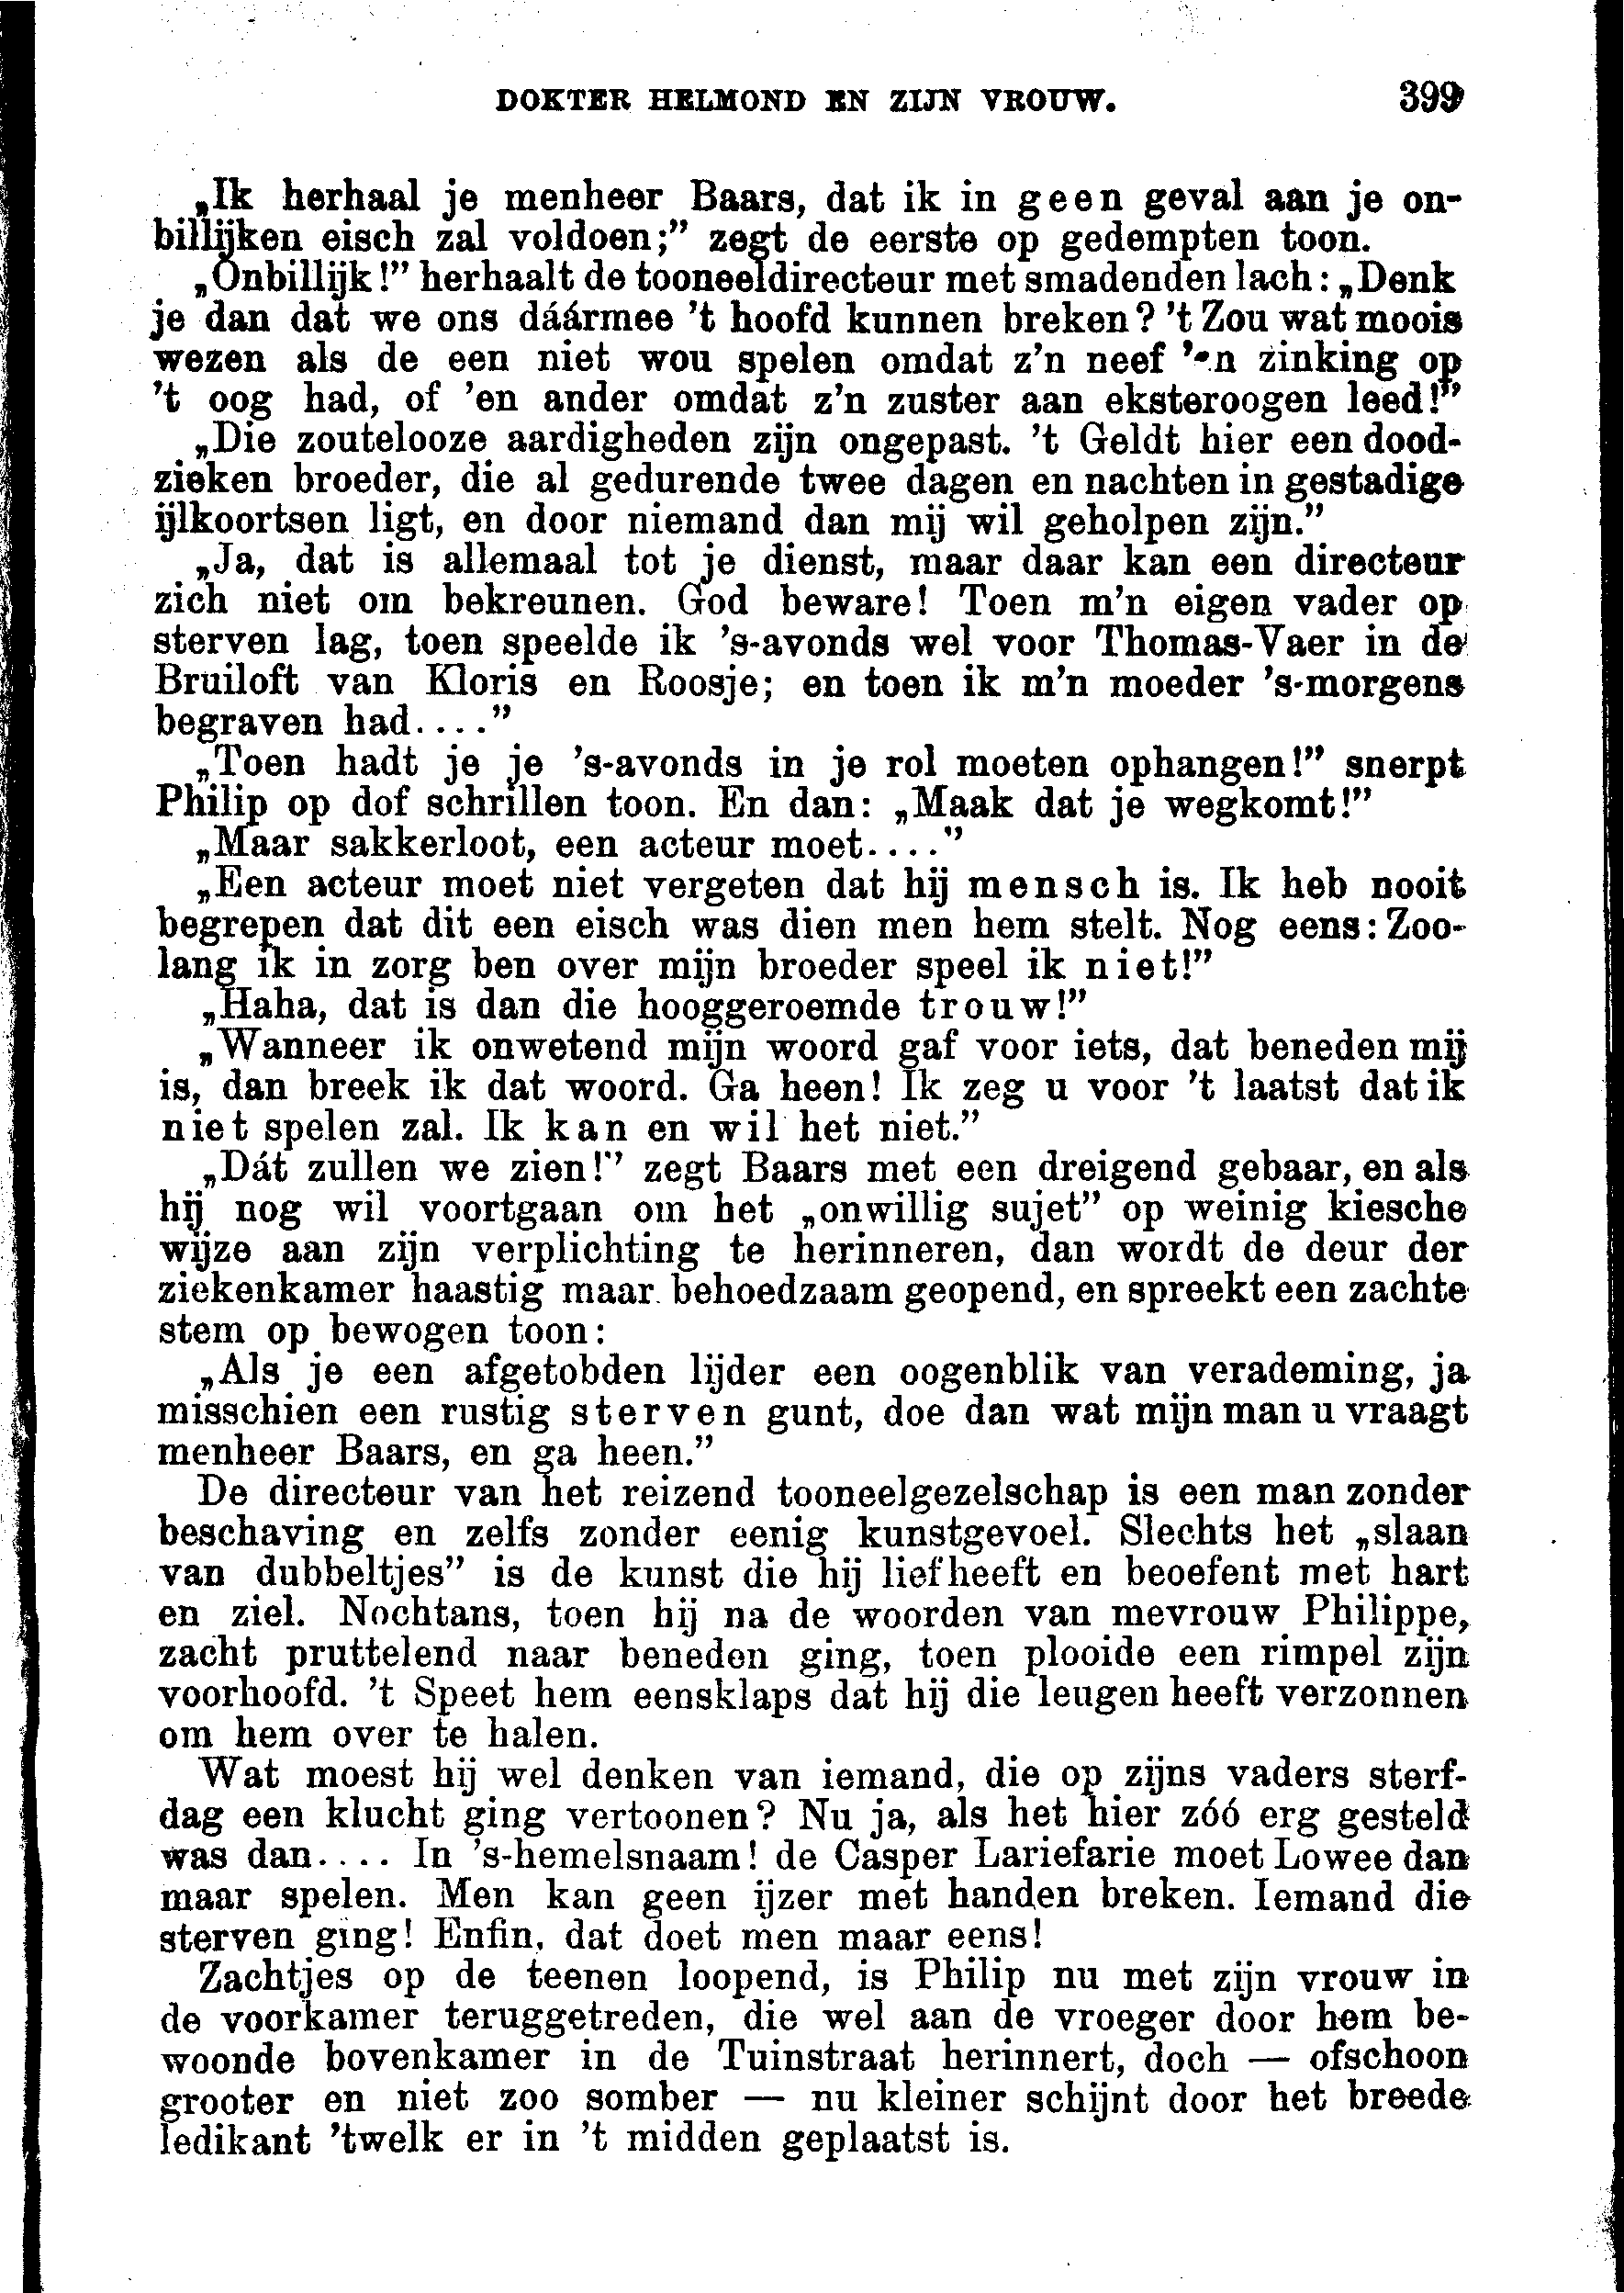 DOKTER HELMOND EN ZIJN VROUW. 399
„Ik herhaal je menheer Baars, dat ik in geen geval aan je on-
billijken eisch zal voldoen;” zegt de eerste op gedempten toon.
„Onbillijk!” herhaalt de tooneeldirecteur met smadenden lach: „Denk
je dan dat we ons dáármee 't hoofd kunnen breken? 't Zou wat moois
wezen als de een niet wou spelen omdat z'n neef 'en zinking op
't oog had, of 'en ander omdat z'n zuster aan eksteroogen leed!”
„Die zoutelooze aardigheden zijn ongepast. 't Geldt hier een dood-
zieken broeder, die al gedurende twee dagen en nachten in gestadige
ijlkoortsen ligt, en door niemand dan mij wil geholpen zijn.”
„Ja, dat is allemaal tot je dienst, maar daar kan een directeur
zich niet om bekreunen. God beware! Toen m'n eigen vader op
sterven lag, toen speelde ik 's-avonds wel voor Thomas-Vaer in de
Bruiloft van Kloris en Roosje; en toen ik m'n moeder 's-morgens
begraven had....”
„Toen hadt je je 's-avonds in je rol moeten ophangen!” snerpt
Philip op dof schrillen toon. En dan: „Maak dat je wegkomt!”
„Maar sakkerloot, een acteur moet....”
„Een acteur moet niet vergeten dat hij mensch is. Ik heb nooit
begrepen dat dit een eisch was dien men hem stelt. Nog eens: Zoo-
lang ik in zorg ben over mijn broeder speel ik niet!”
„Haha, dat is dan die hooggeroemde trouw!”
„Wanneer ik onwetend mijn woord gaf voor iets, dat beneden mij
is, dan breek ik dat woord. Ga heen! Ik zeg u voor 't laatst dat ik
niet spelen zal. Ik kan en wil het niet.”
„Dát zullen we zien!” zegt Baars met een dreigend gebaar, en als
hij nog wil voortgaan om het „onwillig sujet” op weinig kiesche
wijze aan zijn verplichting te herinneren, dan wordt de deur der
ziekenkamer haastig maar behoedzaam geopend, en spreekt een zachte
stem op bewogen toon:
„Als je een afgetobden lijder een oogenblik van verademing, ja
misschien een rustig sterven gunt, doe dan wat mijn man u vraagt
menheer Baars, en ga heen.”
De directeur van het reizend tooneelgezelschap is een man zonder
beschaving en zelfs zonder eenig kunstgevoel. Slechts het „slaan
van dubbeltjes” is de kunst die hij liefheeft en beoefent met hart
en ziel. Nochtans, toen hij na de woorden van mevrouw Philippe,
zacht pruttelend naar beneden ging, toen plooide een rimpel zijn
voorhoofd. 't Speet hem eensklaps dat hij die leugen heeft verzonnen
om hem over te halen.
Wat moest hij wel denken van iemand, die op zijns vaders sterf-
dag een klucht ging vertoonen? Nu ja, als het hier zóó erg gesteld
was dan.... In 's-hemelsnaam! de Casper Lariefarie moet Lowee dan
maar spelen. Men kan geen ijzer met handen breken. Iemand die
sterven ging! Enfin, dat doet men maar eens!
Zachtjes op de teenen loopend, is Philip nu met zijn vrouw in
de voorkamer teruggetreden, die wel aan de vroeger door hem be-
woonde bovenkamer in de Tuinstraat herinnert, doch — ofschoon
grooter en niet zoo somber — nu kleiner schijnt door het breede
ledikant 'twelk er in 't midden geplaatst is.